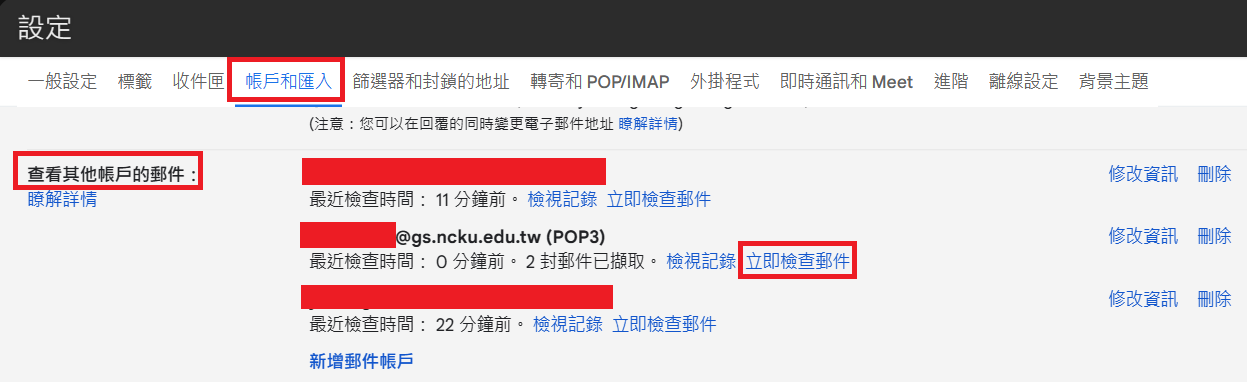 設定
一般設定 標籤 收件匣 帳戶和匯入 篩選器和封鎖的地址 轉寄和 POP/IMAP 外掛程式 即時通訊和 Meet 進階 離線設定 背景主題
(注意：您可以在回覆的同時變更電子郵件地址 瞭解詳情)
查看其他帳戶的郵件： 修改資訊 刪除
瞭解詳情 最近檢查時間： 11 分鐘前。 檢視記錄 立即檢查郵件
@gs.ncku.edu.tw (POP3) 修改資訊 刪除
最近檢查時間： 0 分鐘前。 2 封郵件已擷取。 檢視記錄 立即檢查郵件
修改資訊 刪除
最近檢查時間： 22 分鐘前。 檢視記錄 立即檢查郵件
新增郵件帳戶